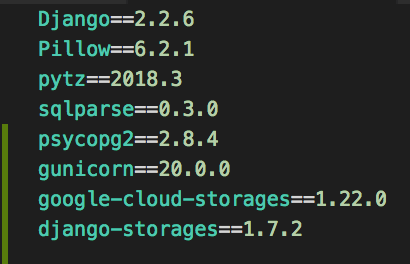 Django==2.2.6
Pillow==6.2.1
pytz==2018.3
sqlparse==0.3.0
psycopg2==2.8.4
gunicorn==20.0.0
google-cloud-storages==1.22.0
django-storages==1.7.2